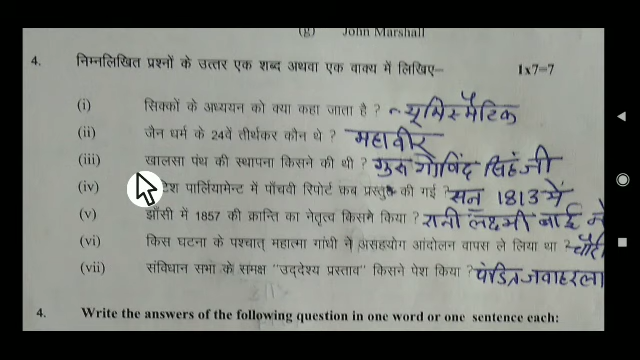 (g) John Marshall
4. निम्नलिखित प्रश्नों के उत्तर एक शब्द अथवा एक वाक्य में लिखिए– 1x7=7
(i) सिक्कों के अध्ययन को क्या कहा जाता है ? न्यूमिस्मैटिक
(ii) जैन धर्म के 24वें तीर्थकर कौन थे ? महावीर
(iii) खालसा पंथ की स्थापना किसने की थी ? गुरु गोविंद सिंह जी
(iv) पार्लियामेन्ट में पाँचवी रिपोर्ट कब प्रस्तुत की गई ? सन् 1813 में
(v) झाँसी में 1857 की क्रान्ति का नेतृत्व किसने किया ? रानी लक्ष्मी बाई ने
(vi) किस घटना के पश्चात् महात्मा गांधी ने असहयोग आंदोलन वापस ले लिया था ? चौरी
(vii) संविधान सभा के समक्ष "उद्देश्य प्रस्ताव" किसने पेश किया ? पंडित जवाहरला
4. Write the answers of the following question in one word or one sentence each: